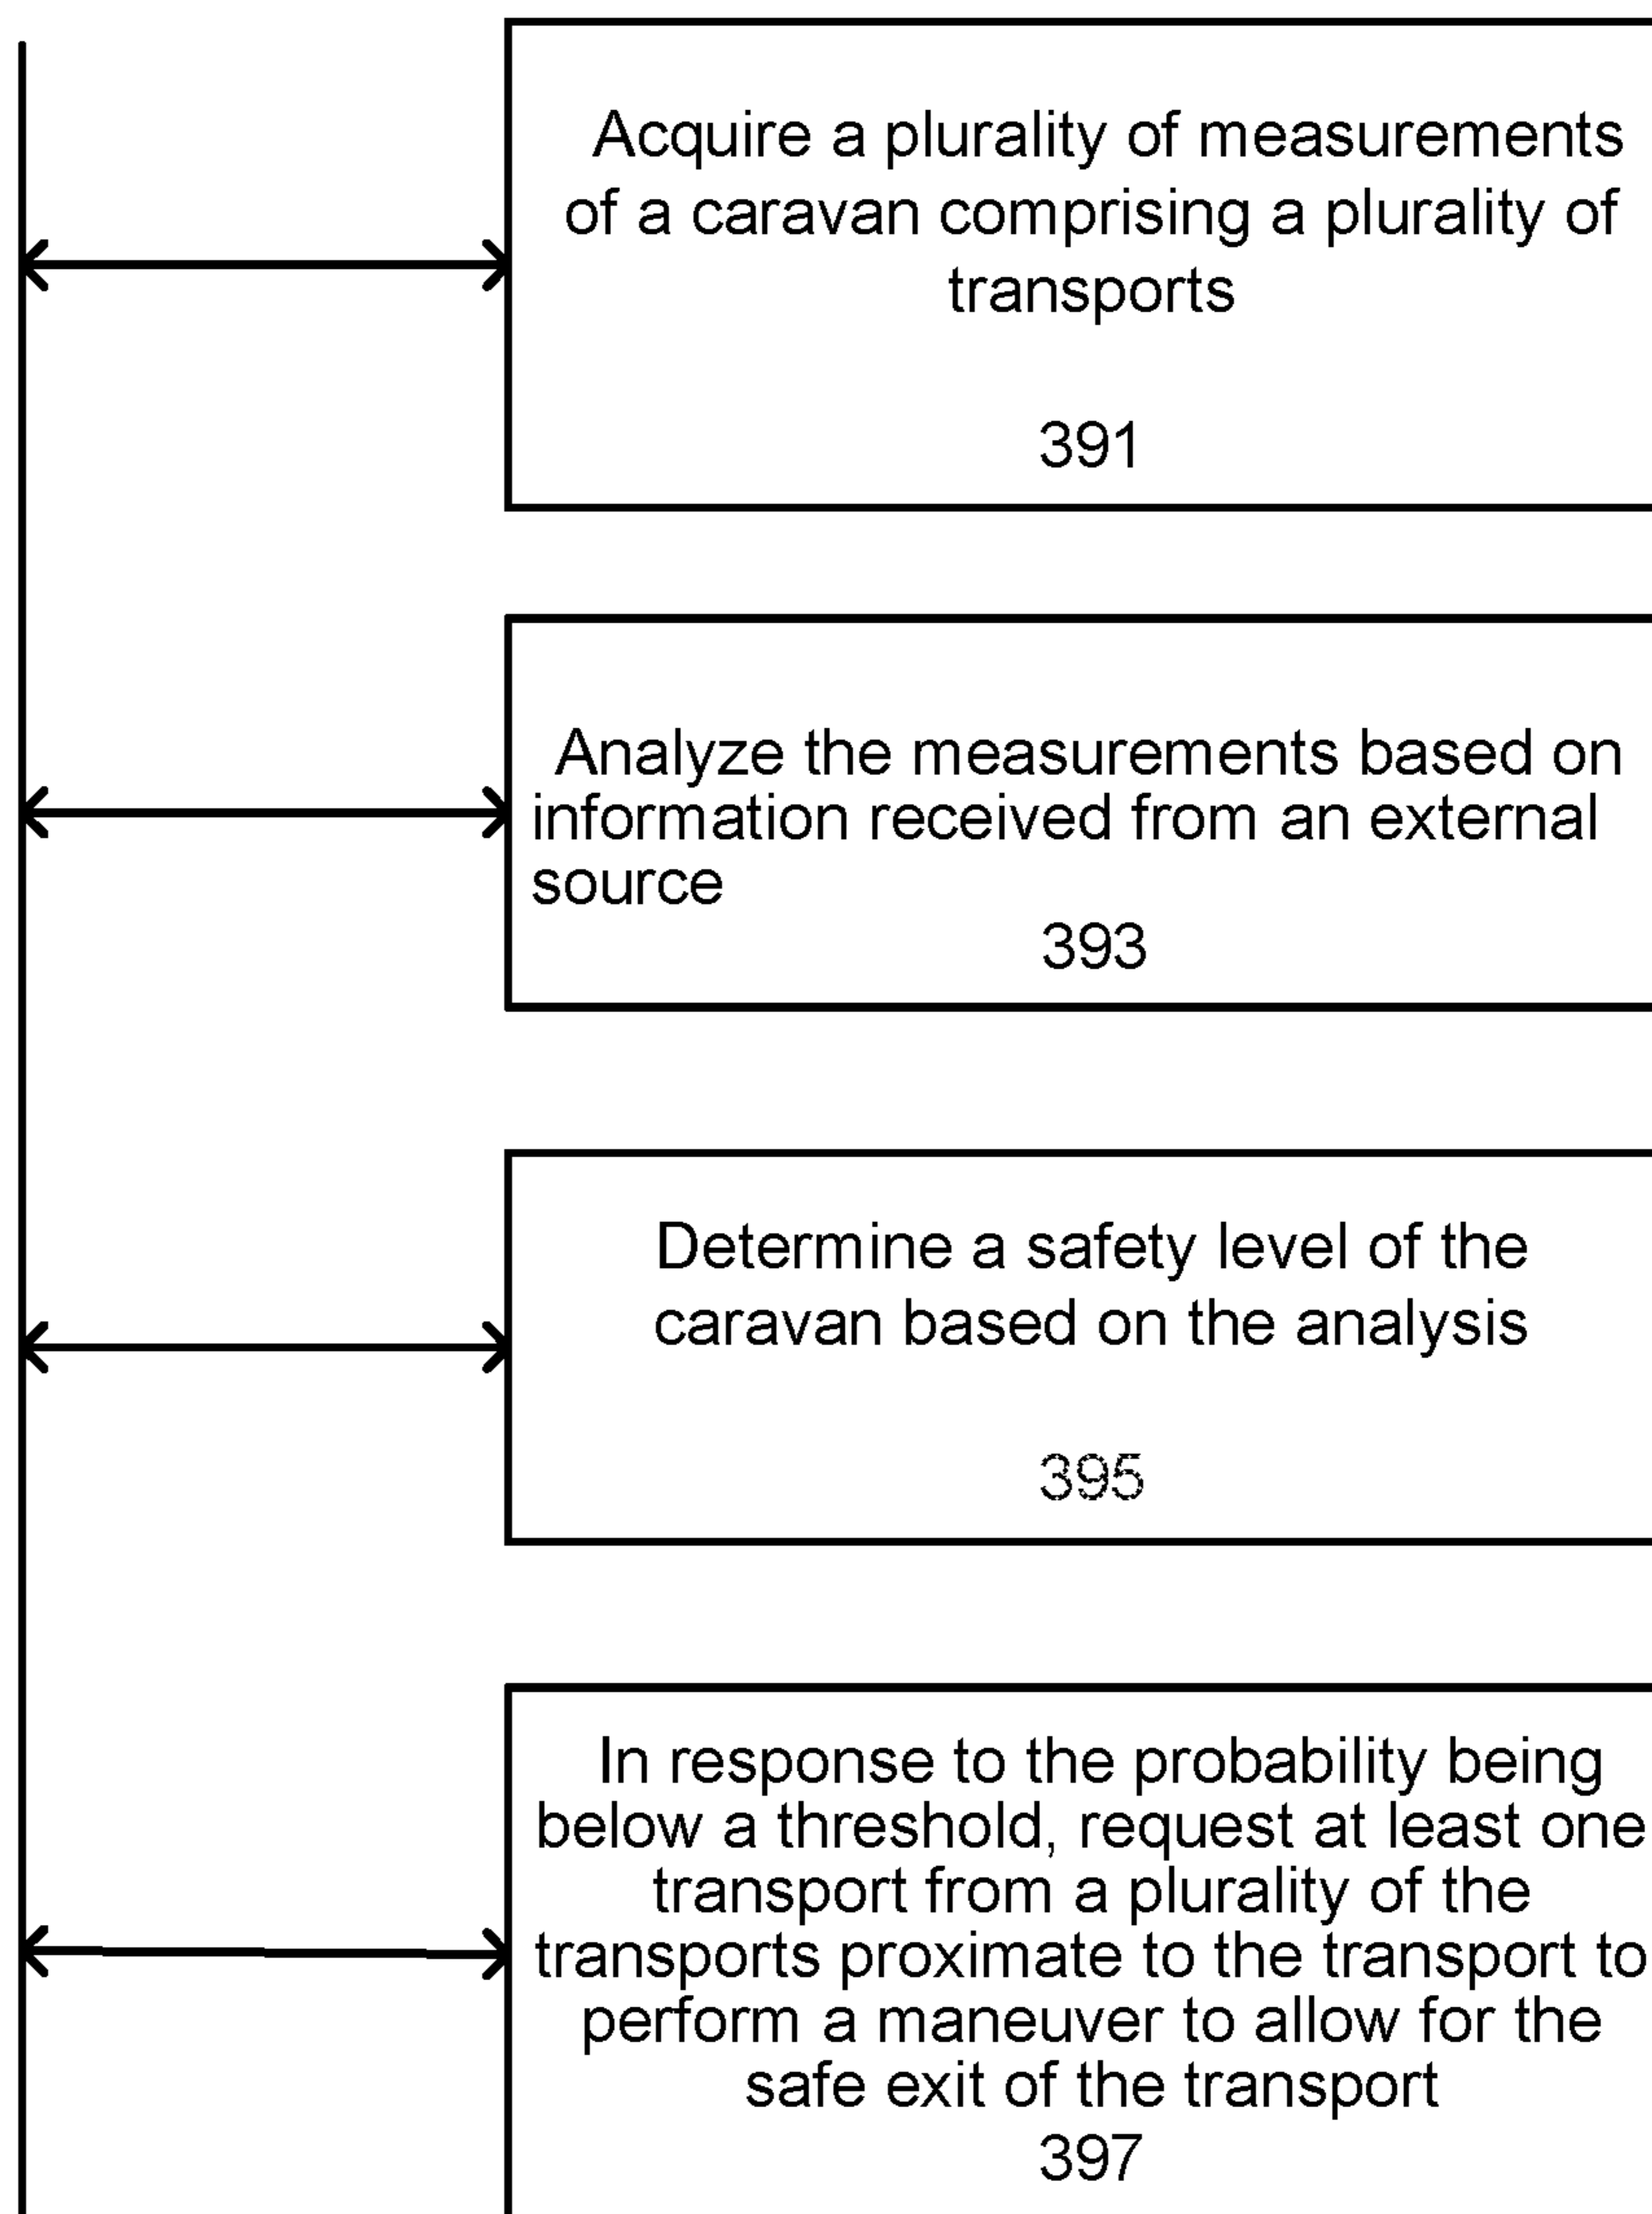 Acquire a plurality of measurements
of a caravan comprising a plurality of
transports
391
Analyze the measurements based on
information received from an external
source
393
Determine a safety level of the
caravan based on the analysis
395
In response to the probability being
below a threshold, request at least one
transport from a plurality of the
transports proximate to the transport to
perform a maneuver to allow for the
safe exit of the transport
397